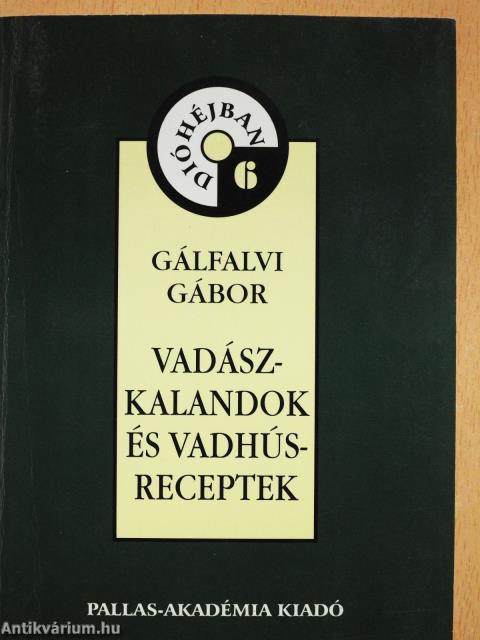 DIÓHÉJBAN
6
GÁLFALVI
GÁBOR
VADÁSZ-
KALANDOK
ÉS VADHÚS-
RECEPTEK
PALLAS-AKADÉMIA KIADÓ
Antikvárium.hu